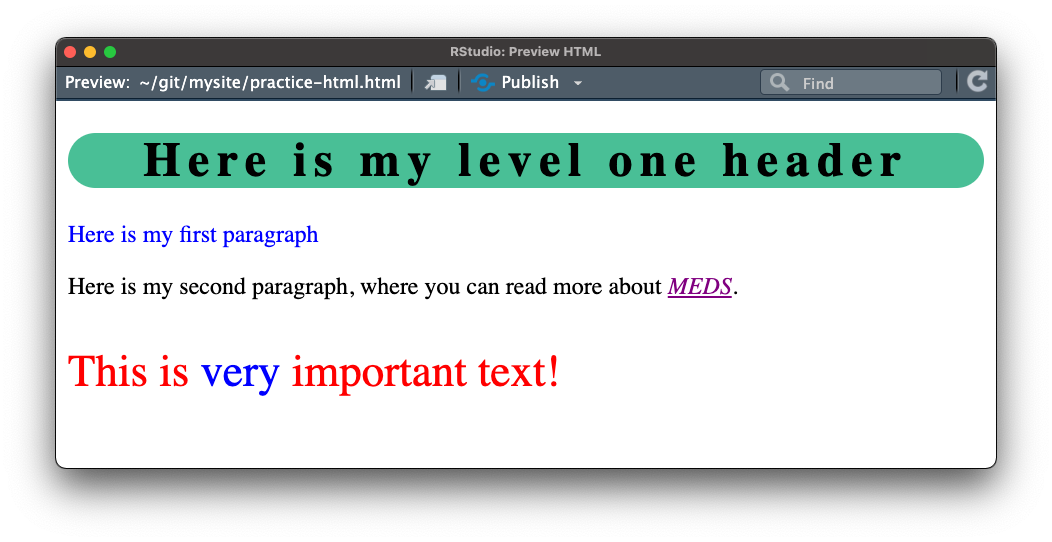 RStudio: Preview HTML
Preview: ~/git/mysite/practice-html.html Publish Find
Here is my level one header
Here is my first paragraph
Here is my second paragraph, where you can read more about MEDS.
This is very important text!